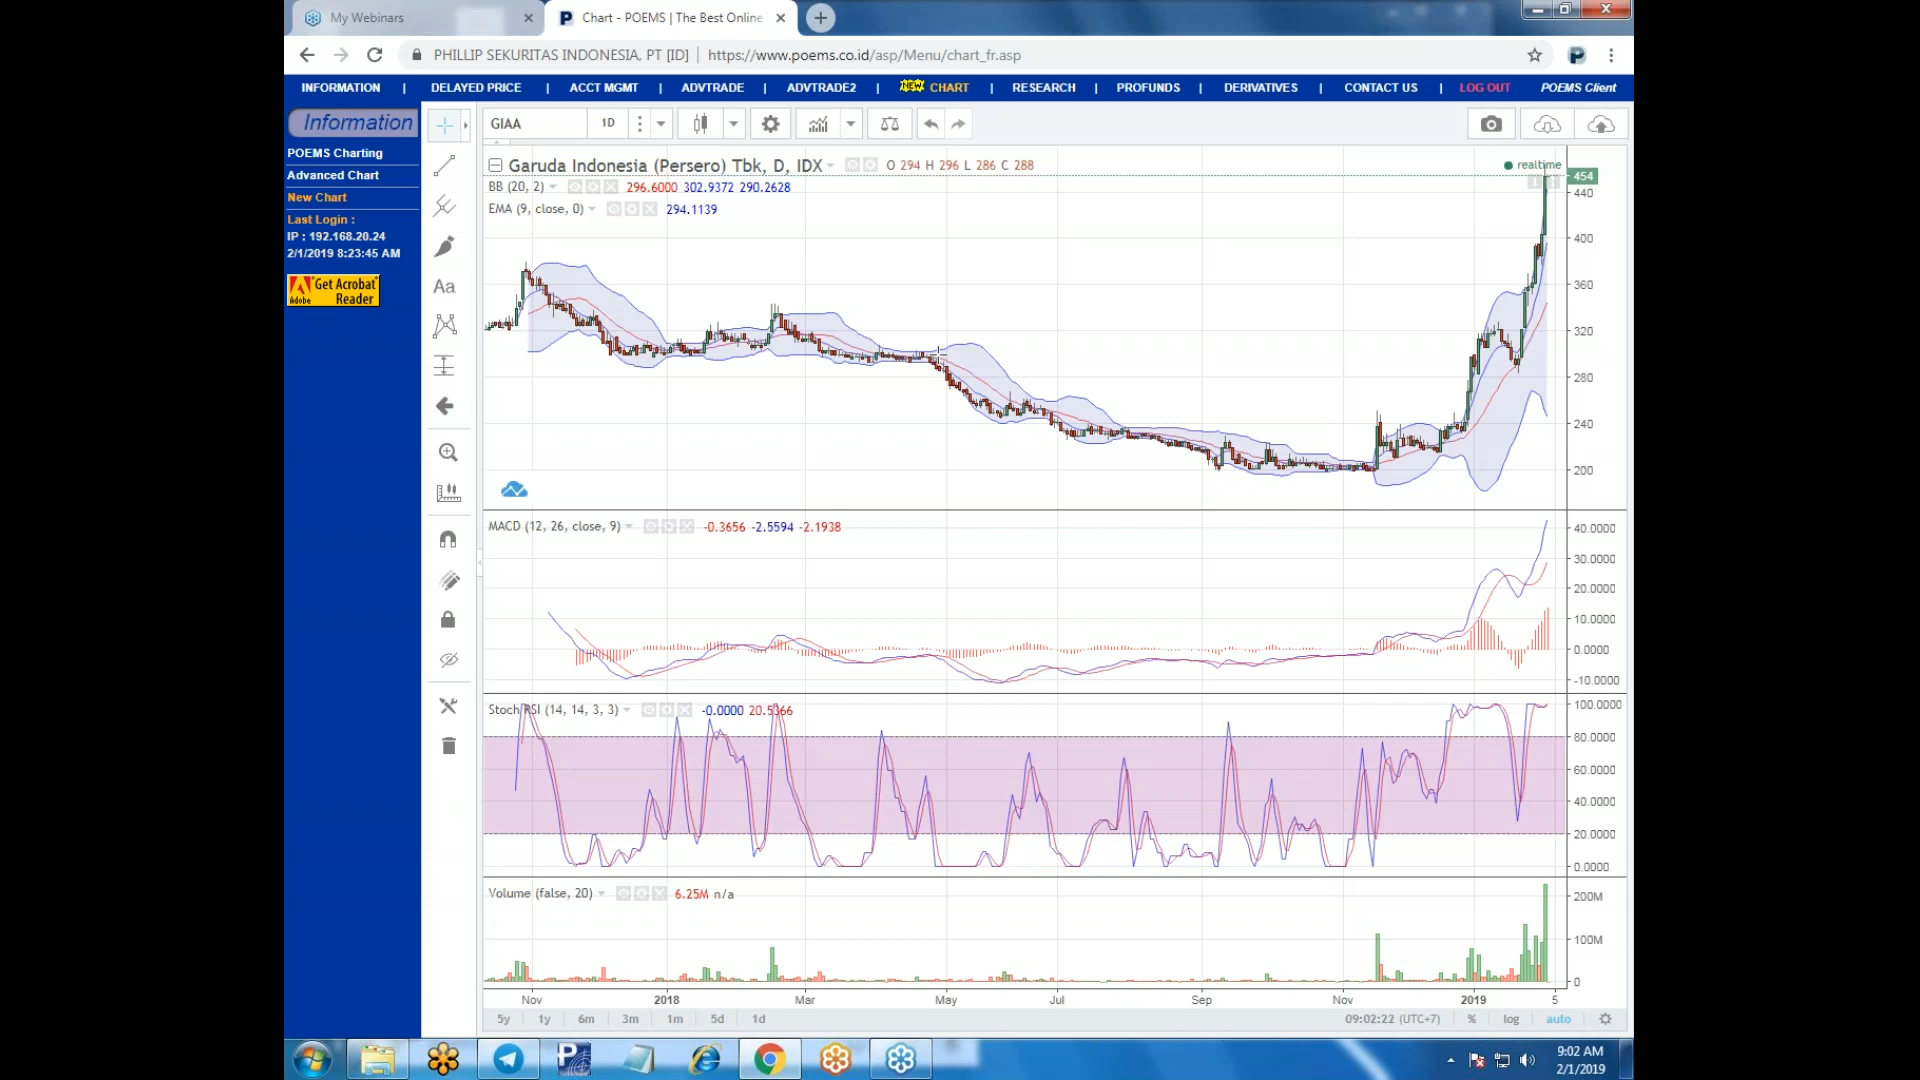 My Webinars
Chart - POEMS | The Best Online
PHILLIP SEKURITAS INDONESIA, PT [ID] | https://www.poems.co.id/asp/Menu/chart_fr.asp
INFORMATION | DELAYED PRICE | ACCT MGMT | ADVTRADE | ADVTRADE2 | NEW CHART | RESEARCH | PROFUNDS | DERIVATIVES | CONTACT US | LOG OUT POEMS Client
Information
POEMS Charting
Advanced Chart
New Chart
Last Login :
IP : 192.168.20.24
2/1/2019 8:23:45 AM
Get Acrobat
Adobe Reader
Aa
GIAA 1D
Garuda Indonesia (Persero) Tbk, D, IDX O 294 H 296 L 286 C 288
realtime
BB (20, 2) 296.6000 302.9372 290.2628
EMA (9, close, 0) 294.1139
454
440
400
360
320
280
240
200
MACD (12, 26, close, 9) -0.3656 -2.5594 -2.1938
40.0000
30.0000
20.0000
10.0000
0.0000
-10.0000
Stoch RSI (14, 14, 3, 3) -0.0000 20.5366
100.0000
80.0000
60.0000
40.0000
20.0000
0.0000
Volume (false, 20) 6.25M n/a
200M
100M
0
Nov 2018 Mar May Jul Sep Nov 2019 5
5y 1y 6m 3m 1m 5d 1d 09:02:22 (UTC+7) % log auto
9:02 AM
2/1/2019